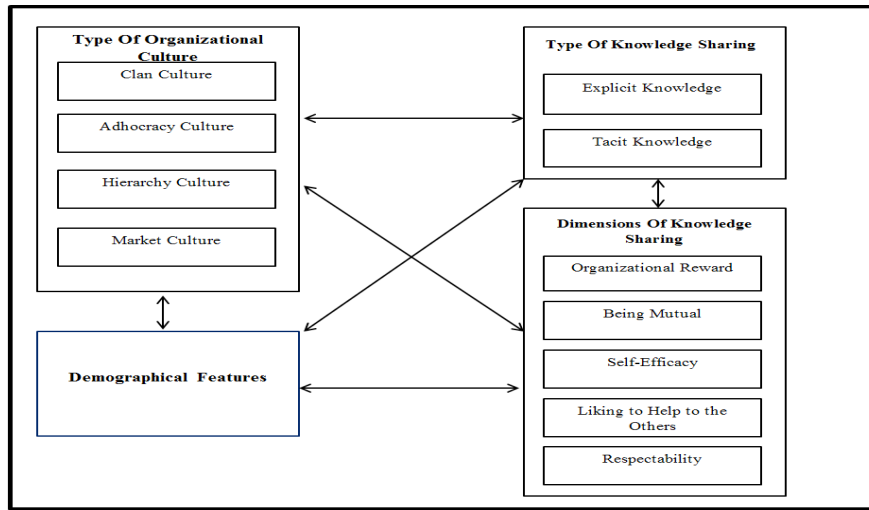 Type Of Organizational
Culture
Clan Culture
Adhocracy Culture
Hierarchy Culture
Market Culture
Demographical Features
Type Of Knowledge Sharing
Explicit Knowledge
Tacit Knowledge
Dimensions Of Knowledge
Sharing
Organizational Reward
Being Mutual
Self-Efficacy
Liking to Help to the
Others
Respectability